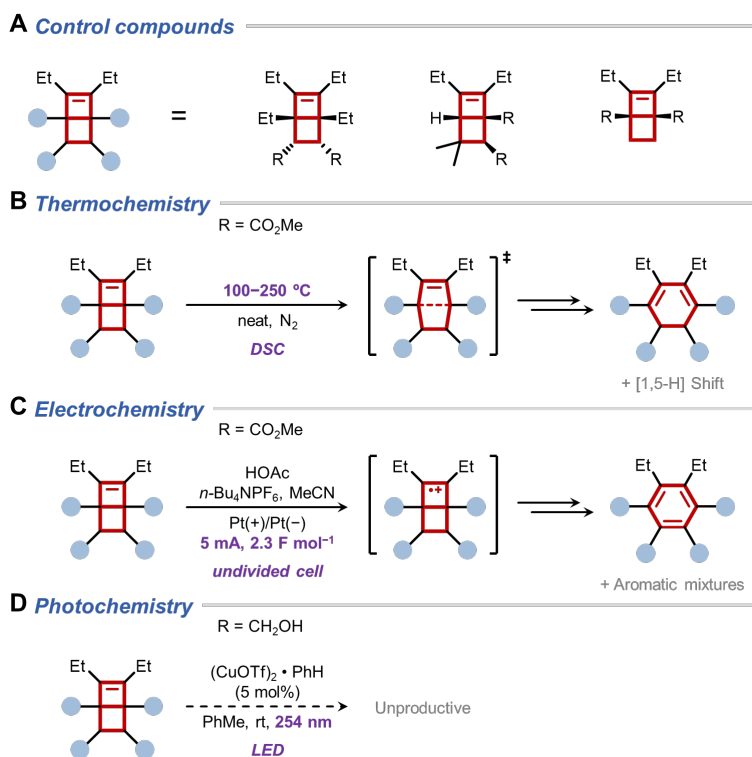 A Control compounds
Et Et Et Et Et Et Et Et
= Et Et H R R R
R R R
B Thermochemistry
R = CO₂Me
Et Et Et Et ‡ Et Et
100−250 ºC
neat, N₂
DSC
+ [1,5-H] Shift
C Electrochemistry
R = CO₂Me
Et Et HOAc Et Et Et Et
n-Bu₄NPF₆, MeCN •+
Pt(+)/Pt(−)
5 mA, 2.3 F mol⁻¹
undivided cell
+ Aromatic mixtures
D Photochemistry
R = CH₂OH
Et Et (CuOTf)₂ • PhH
(5 mol%)
Unproductive
PhMe, rt, 254 nm
LED